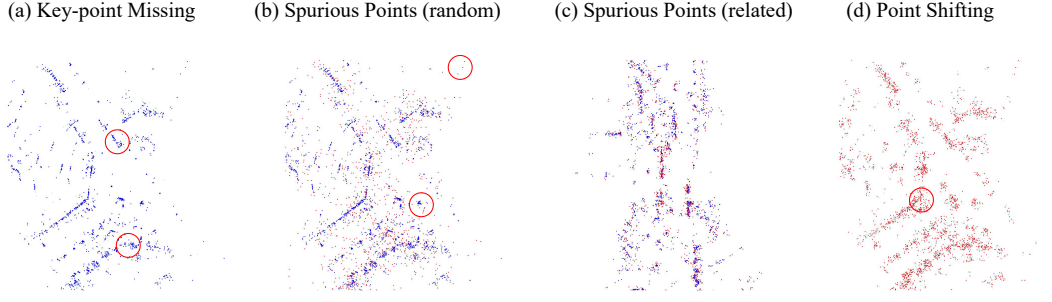 (a) Key-point Missing (b) Spurious Points (random) (c) Spurious Points (related) (d) Point Shifting